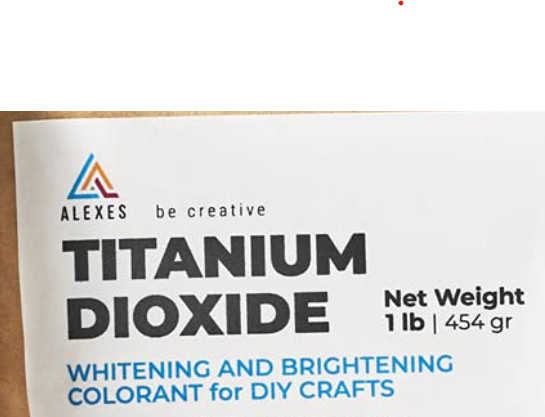 ALEXES be creative
TITANIUM
DIOXIDE
Net Weight
1 lb | 454 gr
WHITENING AND BRIGHTENING
COLORANT for DIY CRAFTS